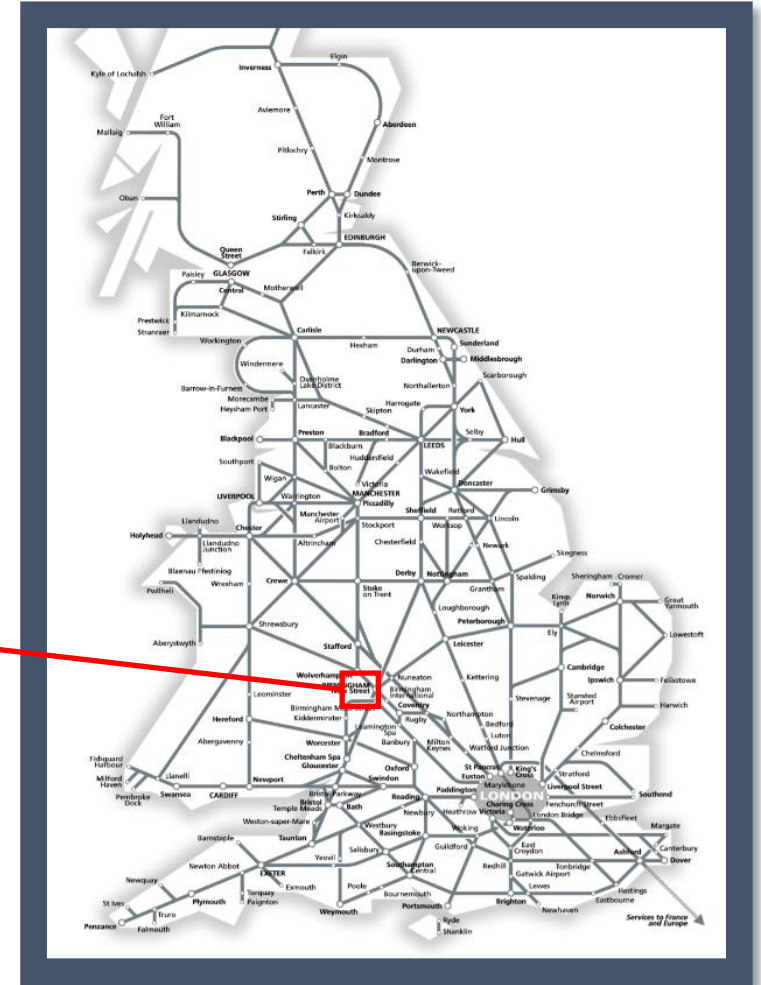 Elgin
Inverness
Kyle of Lochalsh
Aviemore
Fort
William
Mallaig
Aberdeen
Pitlochry
Montrose
Perth
Dundee
Oban
Stirling
Kirkcaldy
EDINBURGH
Queen
Street
Falkirk
Berwick-
upon-Tweed
Paisley
GLASGOW
Central
Motherwell
Prestwick
Kilmarnock
Stranraer
Carlisle
NEWCASTLE
Workington
Hexham
Durham
Sunderland
Darlington
Middlesbrough
Windermere
Scarborough
Oxenholme
Lake District
Barrow-in-Furness
Northallerton
Morecambe
Lancaster
Harrogate
Heysham Port
Skipton
York
Preston
Bradford
Selby
Blackpool
Blackburn
LEEDS
Hull
Huddersfield
Southport
Bolton
Wakefield
Wigan
Victoria
Doncaster
LIVERPOOL
Warrington
MANCHESTER
Piccadilly
Grimsby
Manchester
Airport
Sheffield
Retford
Llandudno
Chester
Stockport
Worksop
Lincoln
Holyhead
Llandudno
Junction
Altrincham
Chesterfield
Newark
Skegness
Blaenau Ffestiniog
Derby
Nottingham
Pwllheli
Wrexham
Crewe
Stoke
on Trent
Grantham
Spalding
Sheringham
Cromer
Loughborough
Kings
Lynn
Norwich
Great
Yarmouth
Shrewsbury
Peterborough
Aberystwyth
Stafford
Leicester
Ely
Lowestoft
Wolverhampton
Nuneaton
Kettering
Cambridge
BIRMINGHAM
New Street
Birmingham
International
Ipswich
Felixstowe
Leominster
Birmingham
Coventry
Stevenage
Stansted
Airport
Harwich
Kidderminster
Rugby
Northampton
Hereford
Leamington
Spa
Bedford
Colchester
Abergavenny
Worcester
Banbury
Milton
Keynes
Luton
Watford Junction
Chelmsford
Cheltenham Spa
Gloucester
Oxford
St Pancras
Euston
King's
Cross
Stratford
Fishguard
Harbour
Llanelli
Newport
Swindon
Marylebone
Liverpool Street
Milford
Haven
Pembroke
Dock
Swansea
CARDIFF
Bristol Parkway
Reading
Paddington
LONDON
Southend
Bristol
Temple Meads
Bath
Charing Cross
Fenchurch Street
Heathrow
Victoria
London Bridge
Ebbsfleet
Weston-super-Mare
Newbury
Waterloo
Westbury
Basingstoke
Woking
Margate
Barnstaple
Taunton
Salisbury
Guildford
East
Croydon
Canterbury
Yeovil
Southampton
Central
Redhill
Tonbridge
Ashford
Dover
Newton Abbot
EXETER
Gatwick Airport
Newquay
Exmouth
Poole
Lewes
Hastings
Torquay
Paignton
Bournemouth
Eastbourne
St Ives
Plymouth
Weymouth
Portsmouth
Brighton
Newhaven
Truro
Penzance
Falmouth
Ryde
Shanklin
Services to France
and Europe